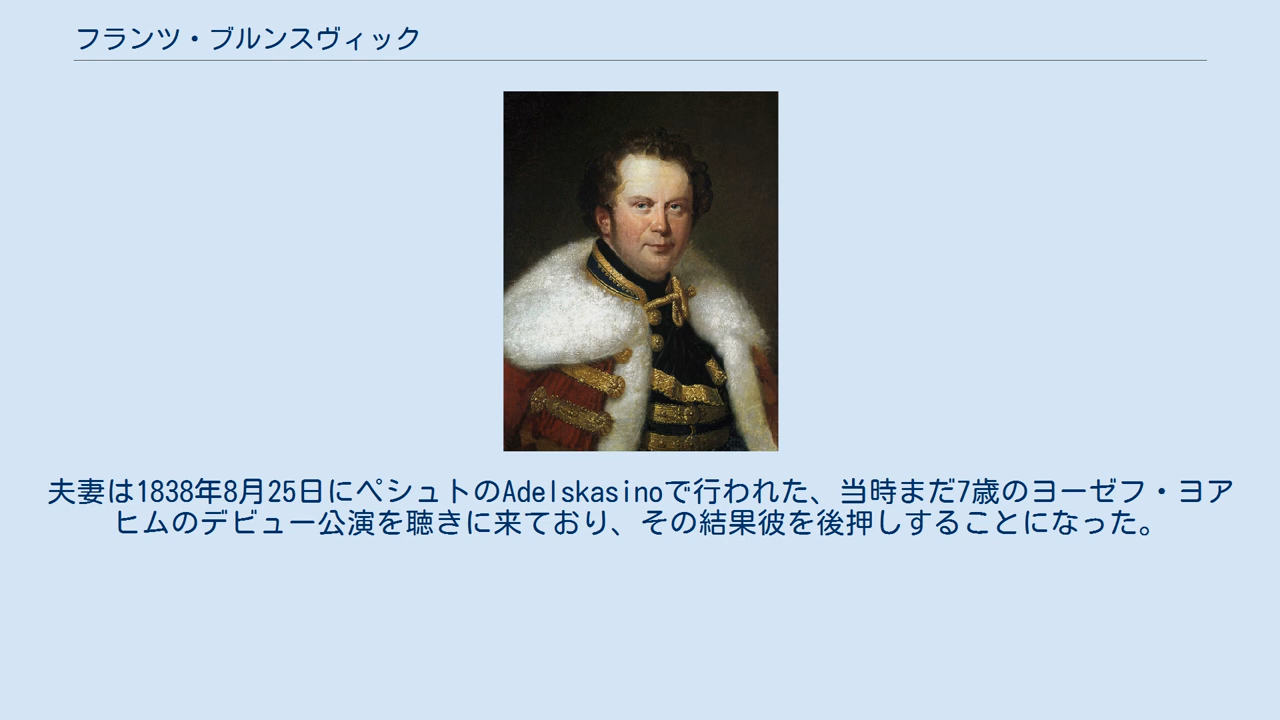 フランツ・ブルンスヴィック
夫妻は1838年8月25日にペシュトのAdelskasinoで行われた、当時まだ7歳のヨーゼフ・ヨア
ヒムのデビュー公演を聴きに来ており、その結果彼を後押しすることになった。